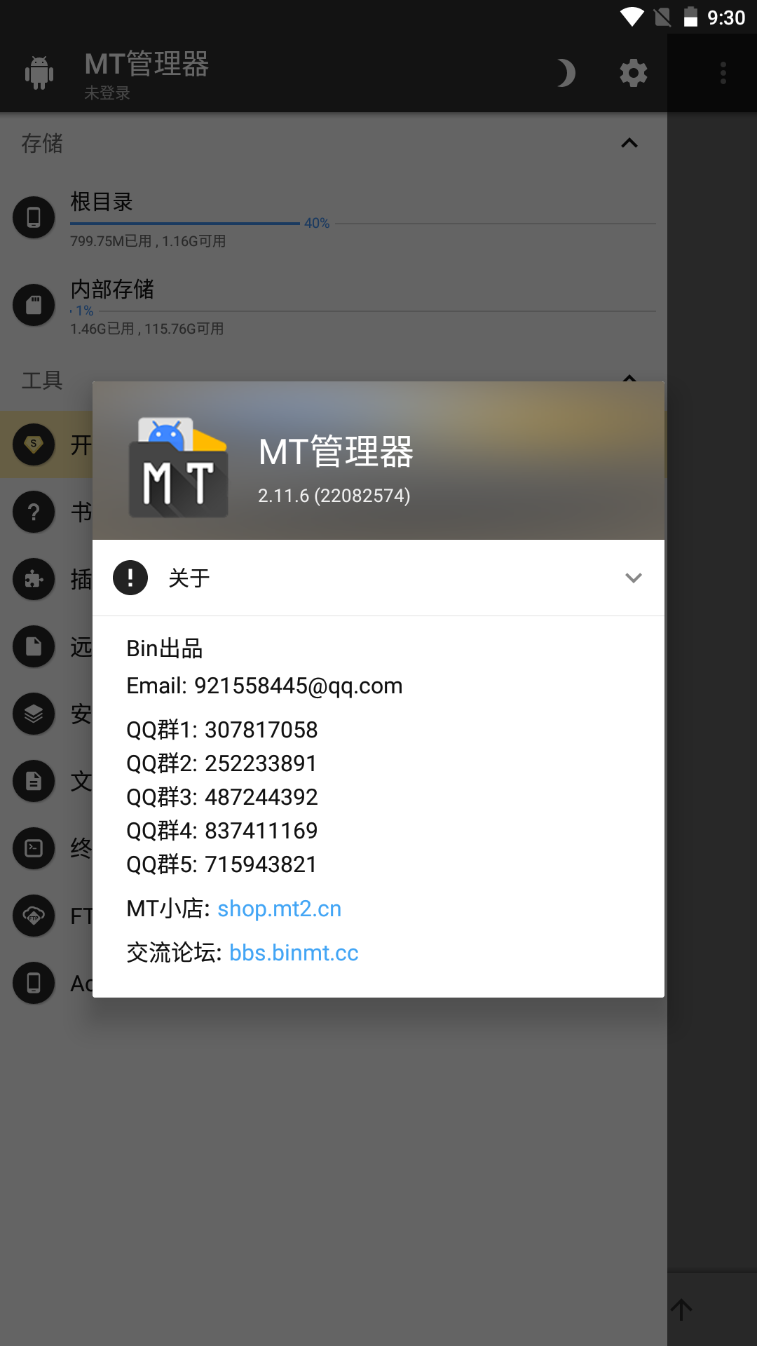 9:30
MT管理器
未登录
存储
根目录
40%
799.75M已用 , 1.16G可用
内部存储
1%
1.46G已用 , 115.76G可用
工具
开
书
插
远
安
文
终
FT
MT管理器
2.11.6 (22082574)
关于
Bin出品
Email: 921558445@qq.com
QQ群1: 307817058
QQ群2: 252233891
QQ群3: 487244392
QQ群4: 837411169
QQ群5: 715943821
MT小店: shop.mt2.cn
交流论坛: bbs.binmt.cc